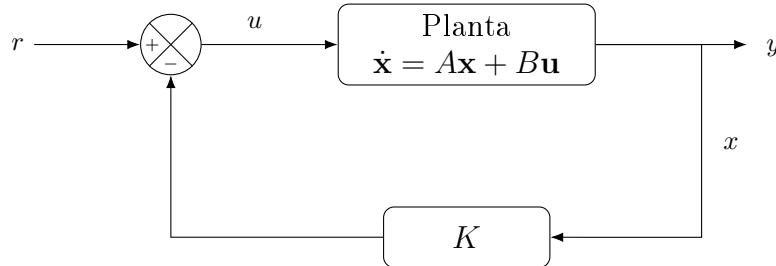 r
+
−
u
Planta
ẋ = Ax + Bu
y
x
K